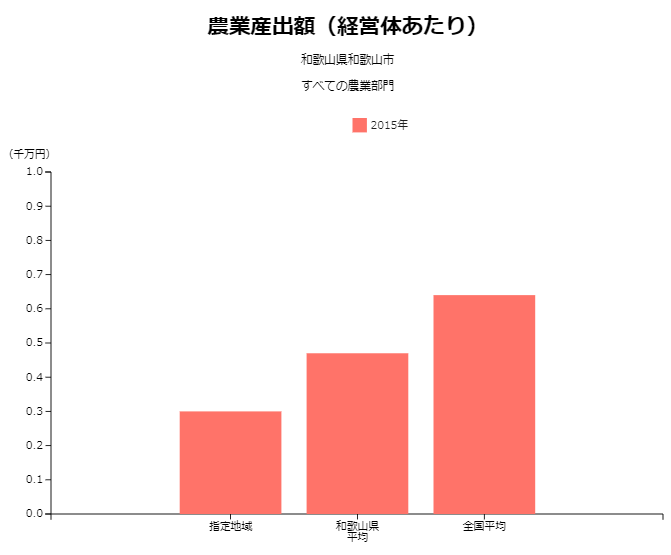 農業産出額（経営体あたり）
和歌山県和歌山市
すべての農業部門
2015年
(千万円)
1.0
0.9
0.8
0.7
0.6
0.5
0.4
0.3
0.2
0.1
0.0
指定地域
和歌山県
平均
全国平均